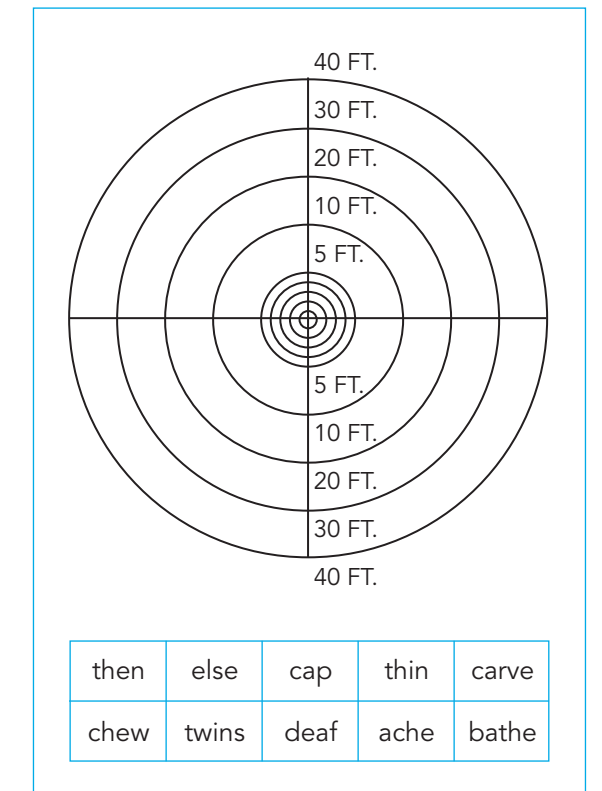 40 FT.
30 FT.
20 FT.
10 FT.
5 FT.
5 FT.
10 FT.
20 FT.
30 FT.
40 FT.
then else cap thin carve
chew twins deaf ache bathe